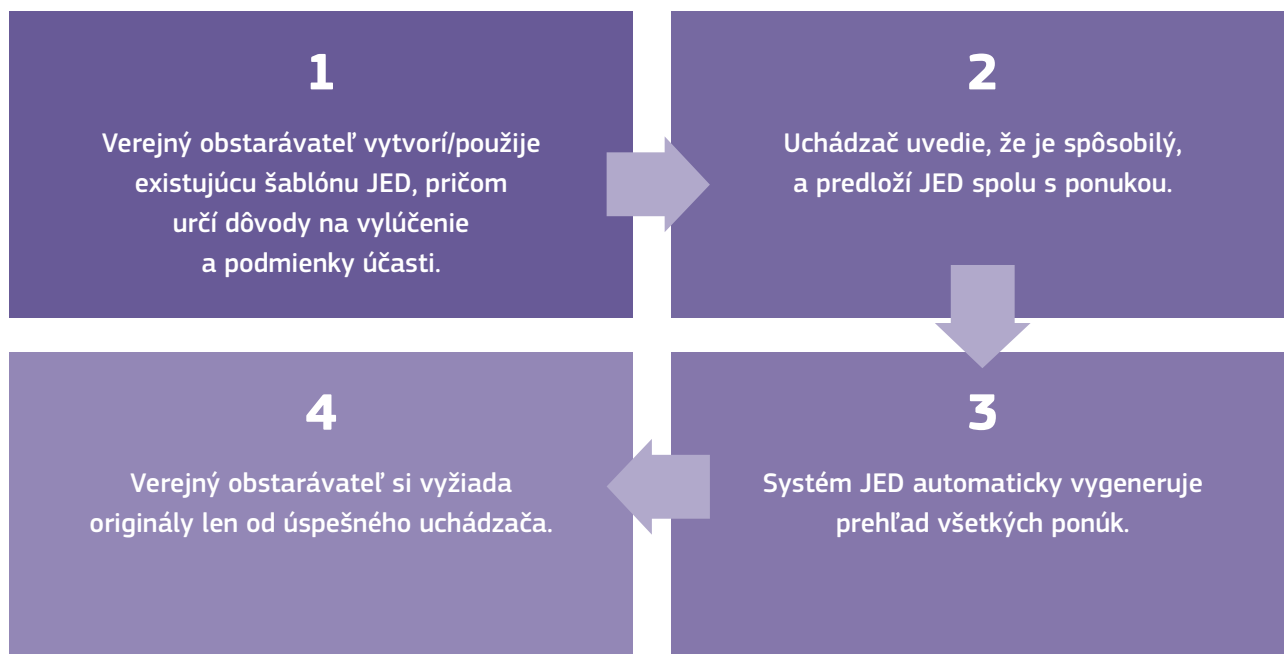 1
Verejný obstarávateľ vytvorí/použije
existujúcu šablónu JED, pričom
určí dôvody na vylúčenie
a podmienky účasti.
2
Uchádzač uvedie, že je spôsobilý,
a predloží JED spolu s ponukou.
3
Systém JED automaticky vygeneruje
prehľad všetkých ponúk.
4
Verejný obstarávateľ si vyžiada
originály len od úspešného uchádzača.